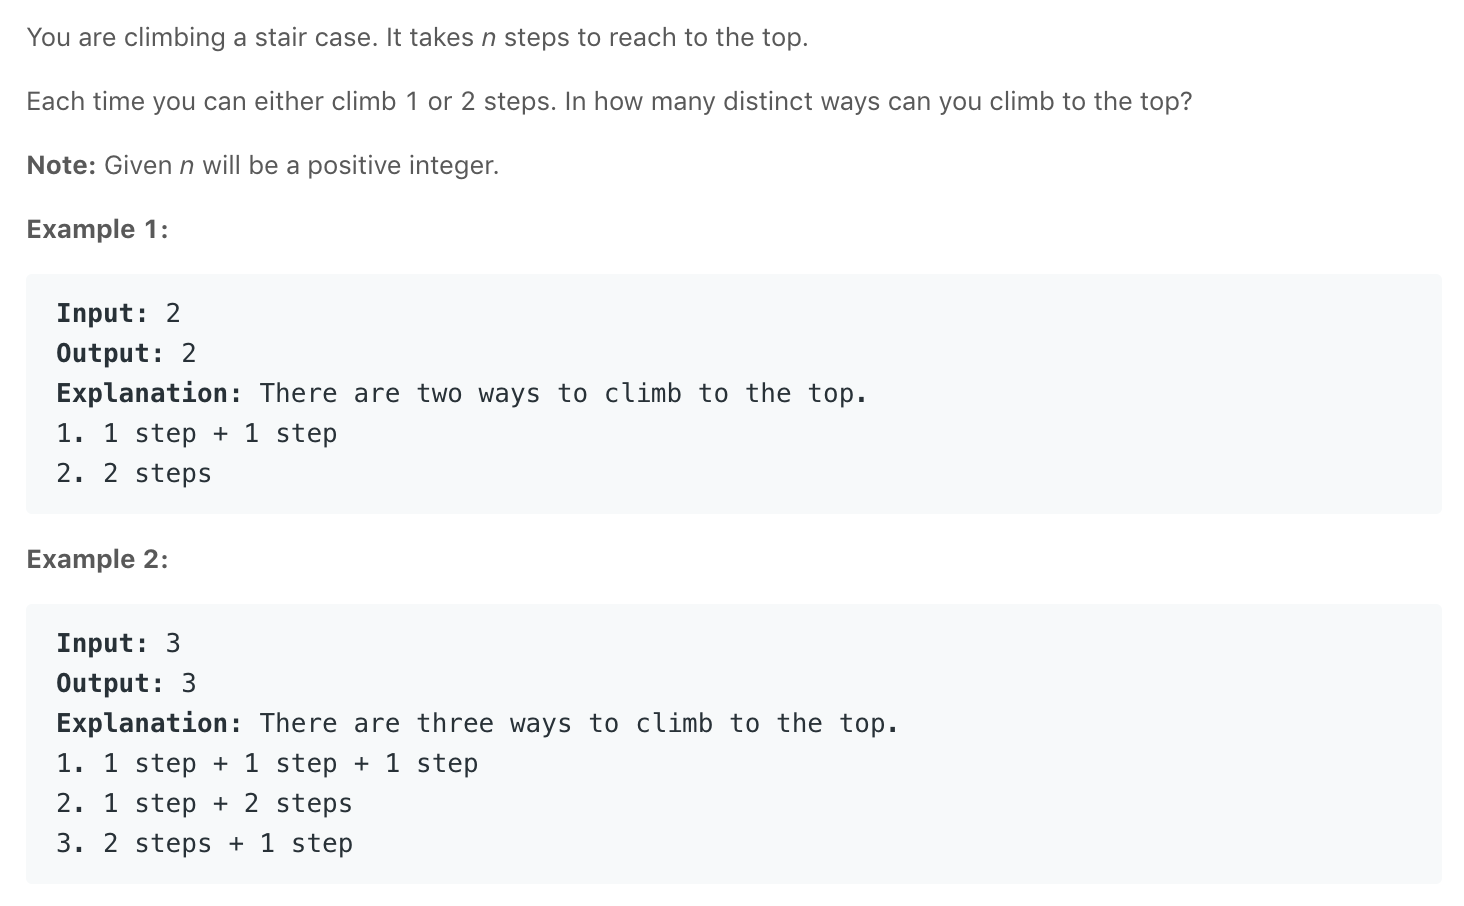 You are climbing a stair case. It takes n steps to reach to the top.
Each time you can either climb 1 or 2 steps. In how many distinct ways can you climb to the top?
Note: Given n will be a positive integer.
Example 1:
Input: 2
Output: 2
Explanation: There are two ways to climb to the top.
1. 1 step + 1 step
2. 2 steps
Example 2:
Input: 3
Output: 3
Explanation: There are three ways to climb to the top.
1. 1 step + 1 step + 1 step
2. 1 step + 2 steps
3. 2 steps + 1 step